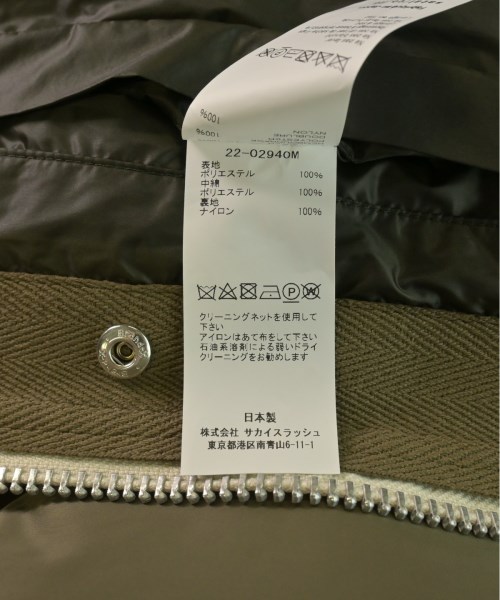 100%
100%
DOUBLURE
NYLON
22-02940M
表地
ポリエステル 100%
中綿
ポリエステル 100%
裏地
ナイロン 100%
クリーニングネットを使用して
下さい
アイロンはあて布をして下さい
石油系溶剤による弱いドライ
クリーニングをお勧めします
日本製
株式会社 サカイスラッシュ
東京都港区南青山6-11-1